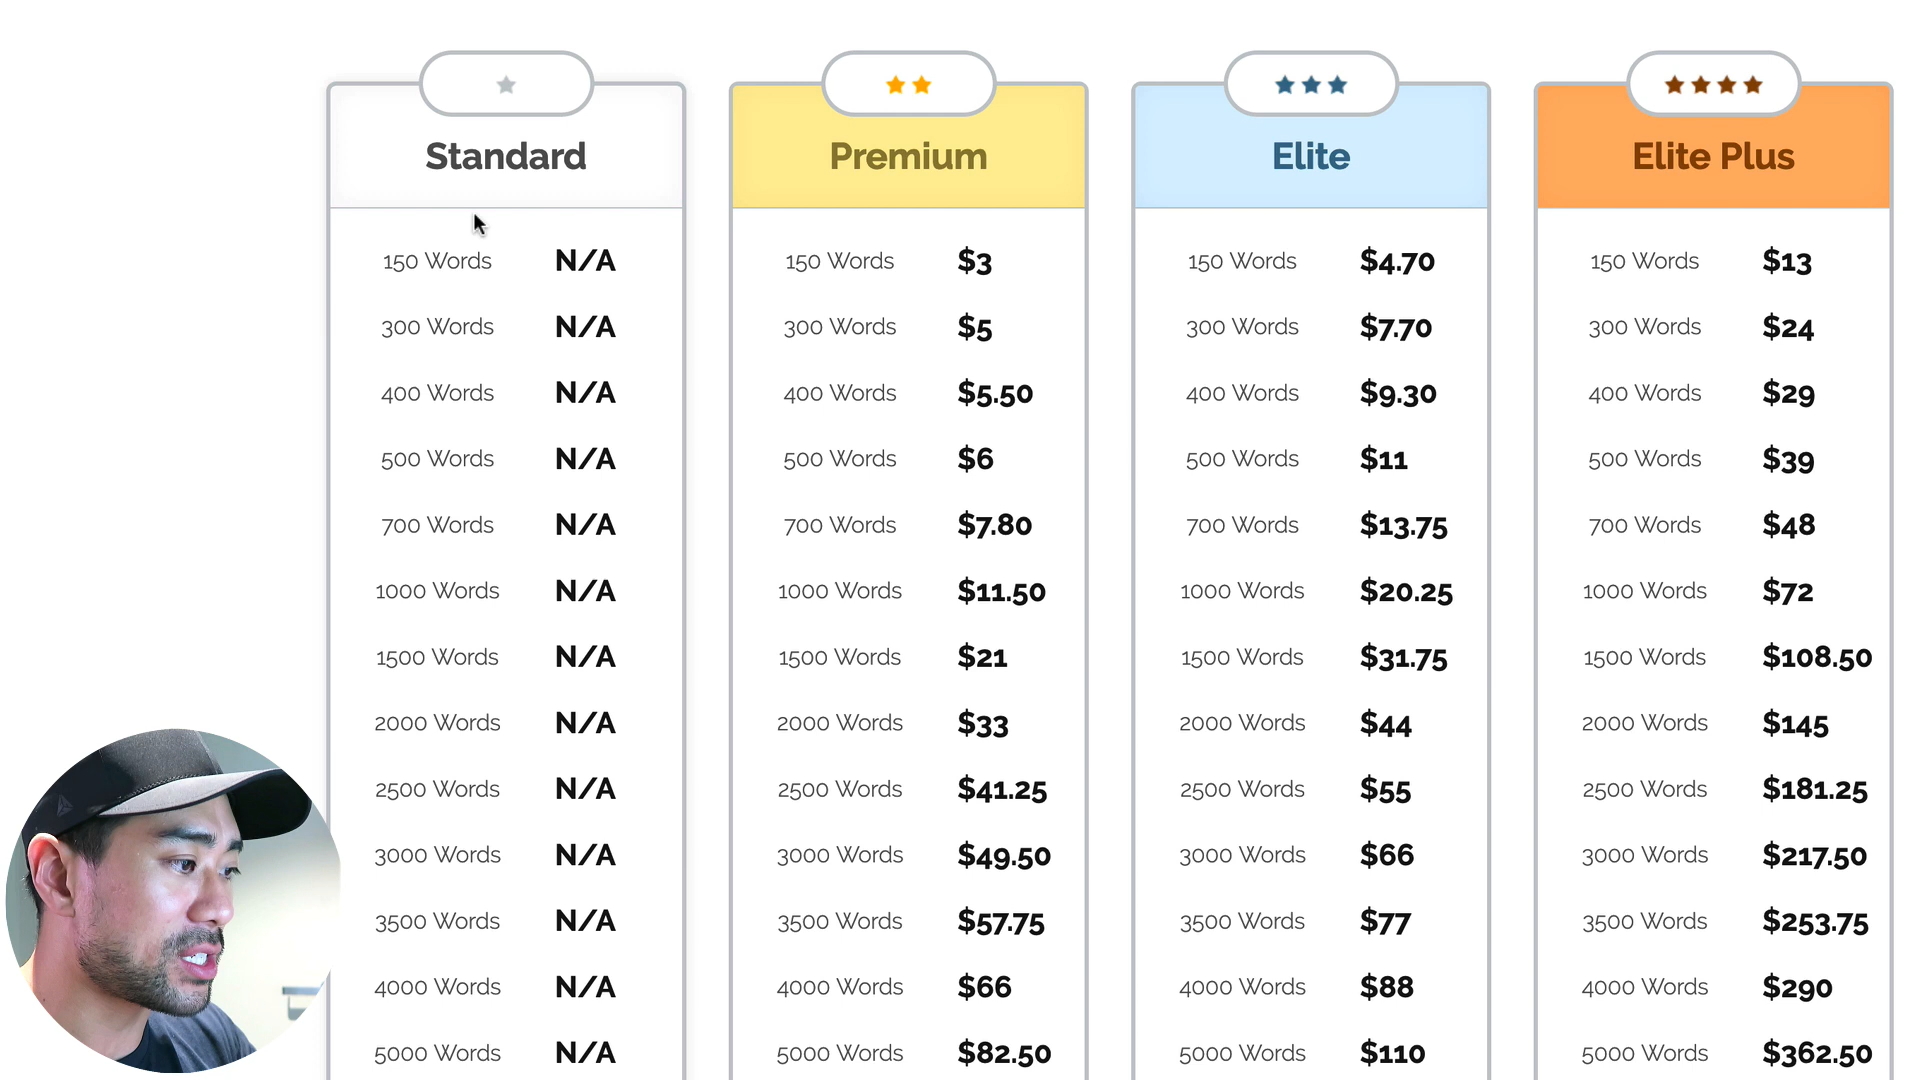 Standard Premium Elite Elite Plus
150 Words N/A 150 Words $3 150 Words $4.70 150 Words $13
300 Words N/A 300 Words $5 300 Words $7.70 300 Words $24
400 Words N/A 400 Words $5.50 400 Words $9.30 400 Words $29
500 Words N/A 500 Words $6 500 Words $11 500 Words $39
700 Words N/A 700 Words $7.80 700 Words $13.75 700 Words $48
1000 Words N/A 1000 Words $11.50 1000 Words $20.25 1000 Words $72
1500 Words N/A 1500 Words $21 1500 Words $31.75 1500 Words $108.50
2000 Words N/A 2000 Words $33 2000 Words $44 2000 Words $145
2500 Words N/A 2500 Words $41.25 2500 Words $55 2500 Words $181.25
3000 Words N/A 3000 Words $49.50 3000 Words $66 3000 Words $217.50
3500 Words N/A 3500 Words $57.75 3500 Words $77 3500 Words $253.75
4000 Words N/A 4000 Words $66 4000 Words $88 4000 Words $290
5000 Words N/A 5000 Words $82.50 5000 Words $110 5000 Words $362.50